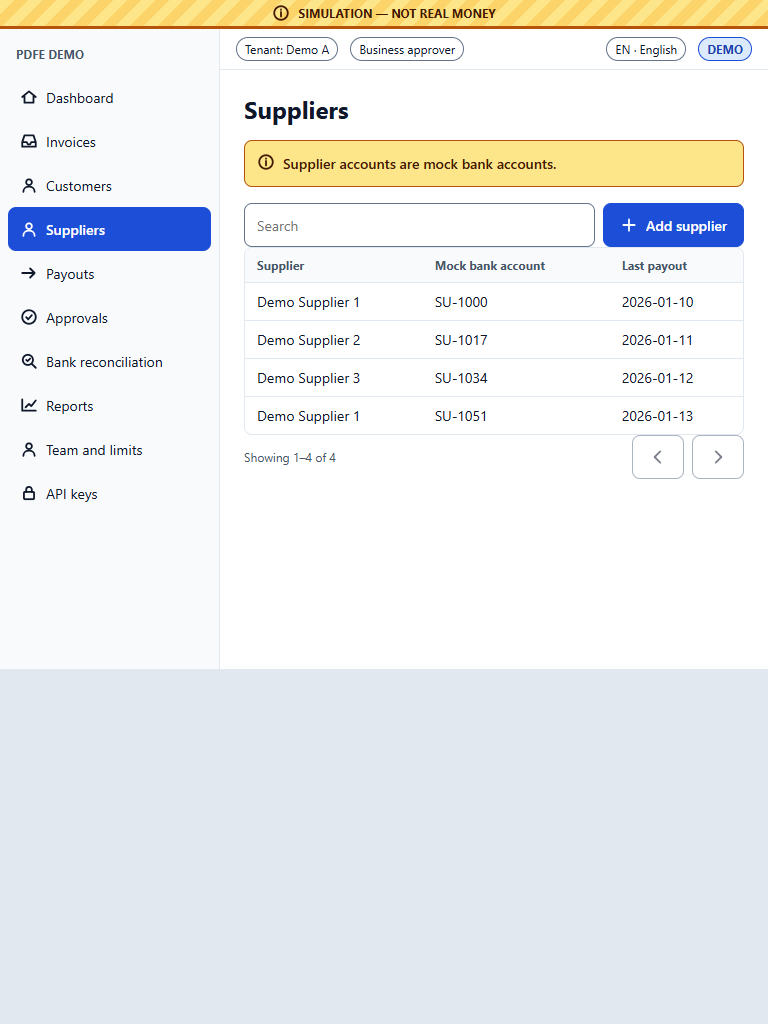 SIMULATION — NOT REAL MONEY
PDFE DEMO
Tenant: Demo A
Business approver
EN · English
DEMO
Dashboard
Invoices
Customers
Suppliers
Payouts
Approvals
Bank reconciliation
Reports
Team and limits
API keys
Suppliers
Supplier accounts are mock bank accounts.
Search
Add supplier
Supplier Mock bank account Last payout
Demo Supplier 1 SU-1000 2026-01-10
Demo Supplier 2 SU-1017 2026-01-11
Demo Supplier 3 SU-1034 2026-01-12
Demo Supplier 1 SU-1051 2026-01-13
Showing 1–4 of 4